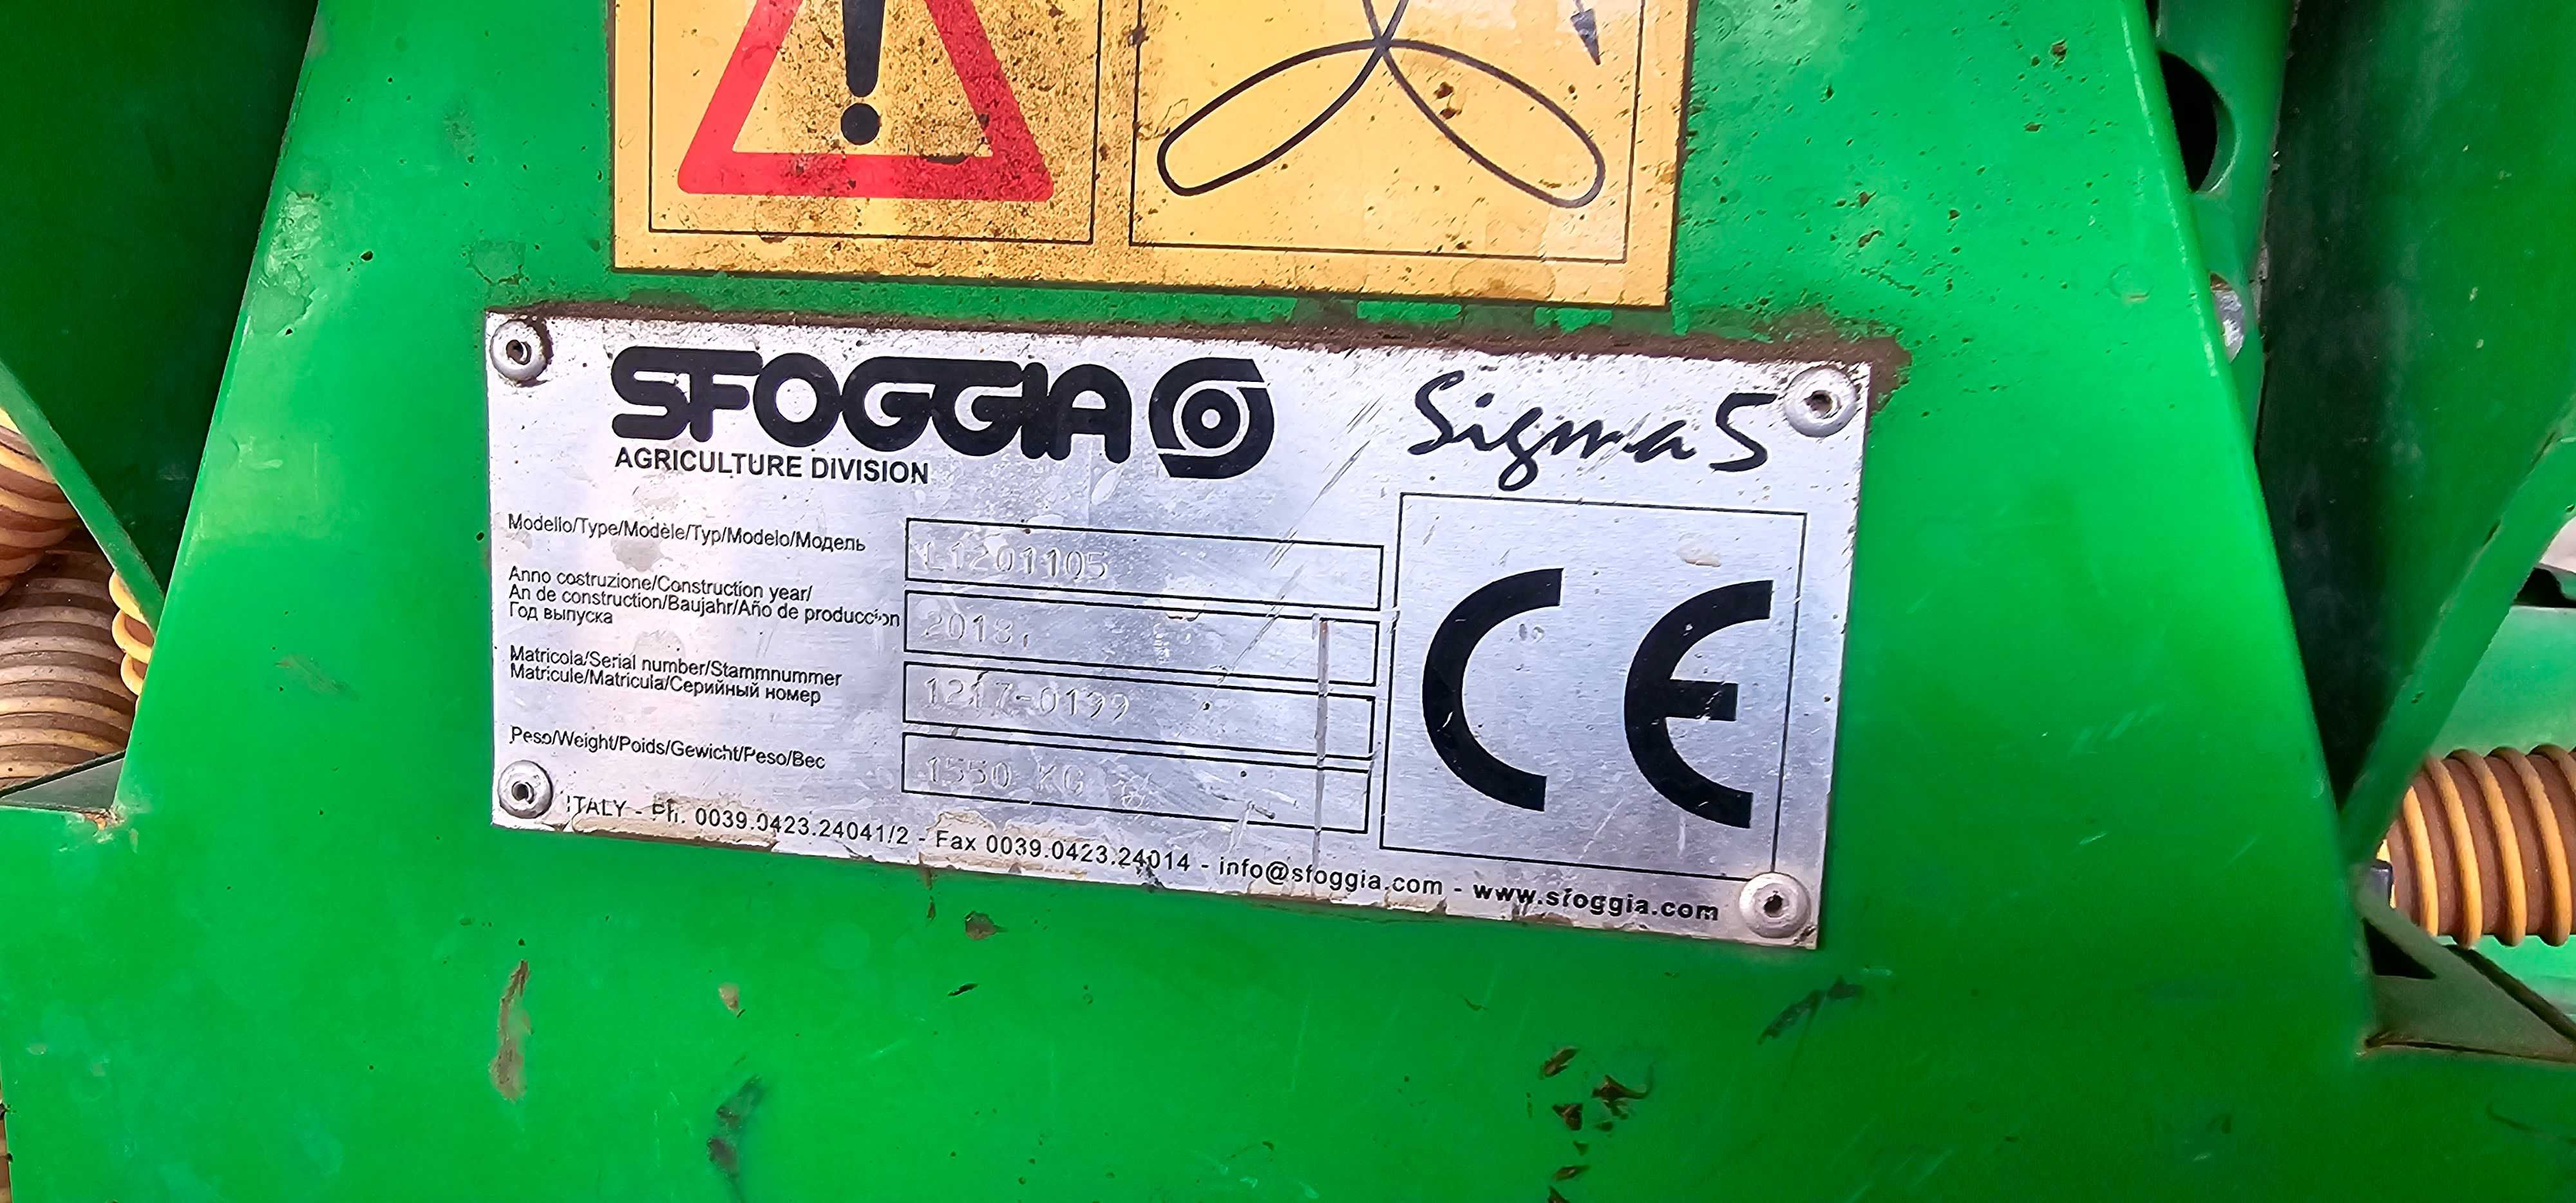 SFOGGIA
Sigma 5
AGRICULTURE DIVISION
Modello/Type/Modèle/Typ/Modelo/Модель
L1201105
Anno costruzione/Construction year/
An de construction/Baujahr/Año de produccion
Год выпуска
2018
Matricola/Serial number/Stammnummer
Matricule/Matricula/Серийный номер
1217-0199
Peso/Weight/Poids/Gewicht/Peso/Вес
1550 KG
CE
ITALY - Ph. 0039.0423.24041/2 - Fax 0039.0423.24014 - info@sfoggia.com - www.sfoggia.com